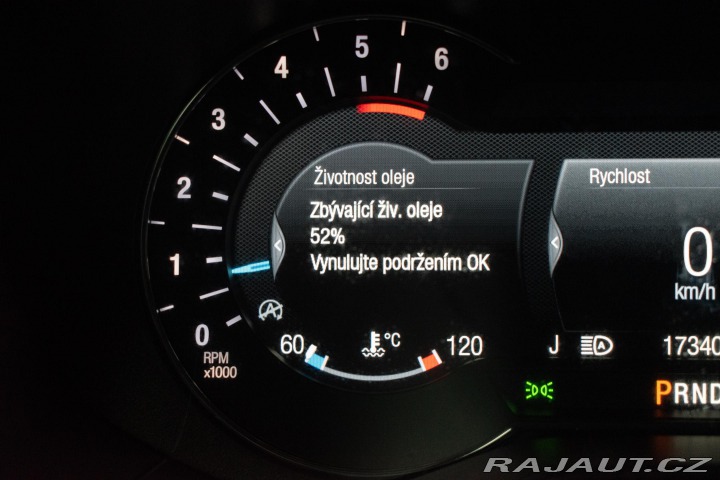 6
5
4
3
2
1
0
RPM
x1000
Životnost oleje
Zbývající živ. oleje
52%
Vynulujte podržením OK
60
°C
120
Rychlost
0
km/h
J
A
17340
PRND
A
RAJAUT.CZ